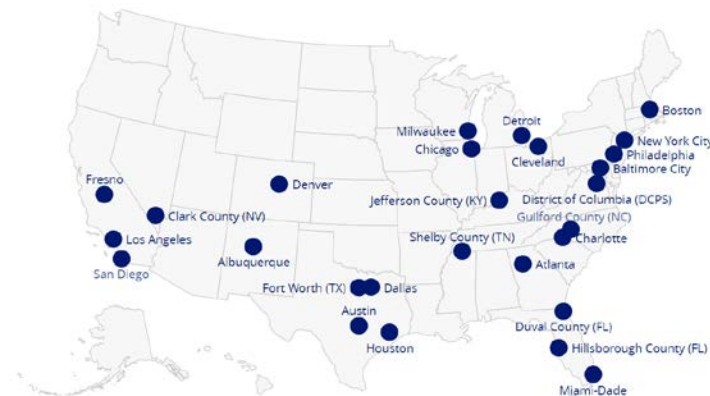 Boston
Detroit
Milwaukee
New York City
Chicago
Philadelphia
Cleveland
Baltimore City
Fresno
Denver
Jefferson County (KY)
District of Columbia (DCPS)
Clark County (NV)
Guilford County (NC)
Los Angeles
Shelby County (TN)
Charlotte
Albuquerque
Atlanta
San Diego
Fort Worth (TX)
Dallas
Austin
Duval County (FL)
Houston
Hillsborough County (FL)
Miami-Dade